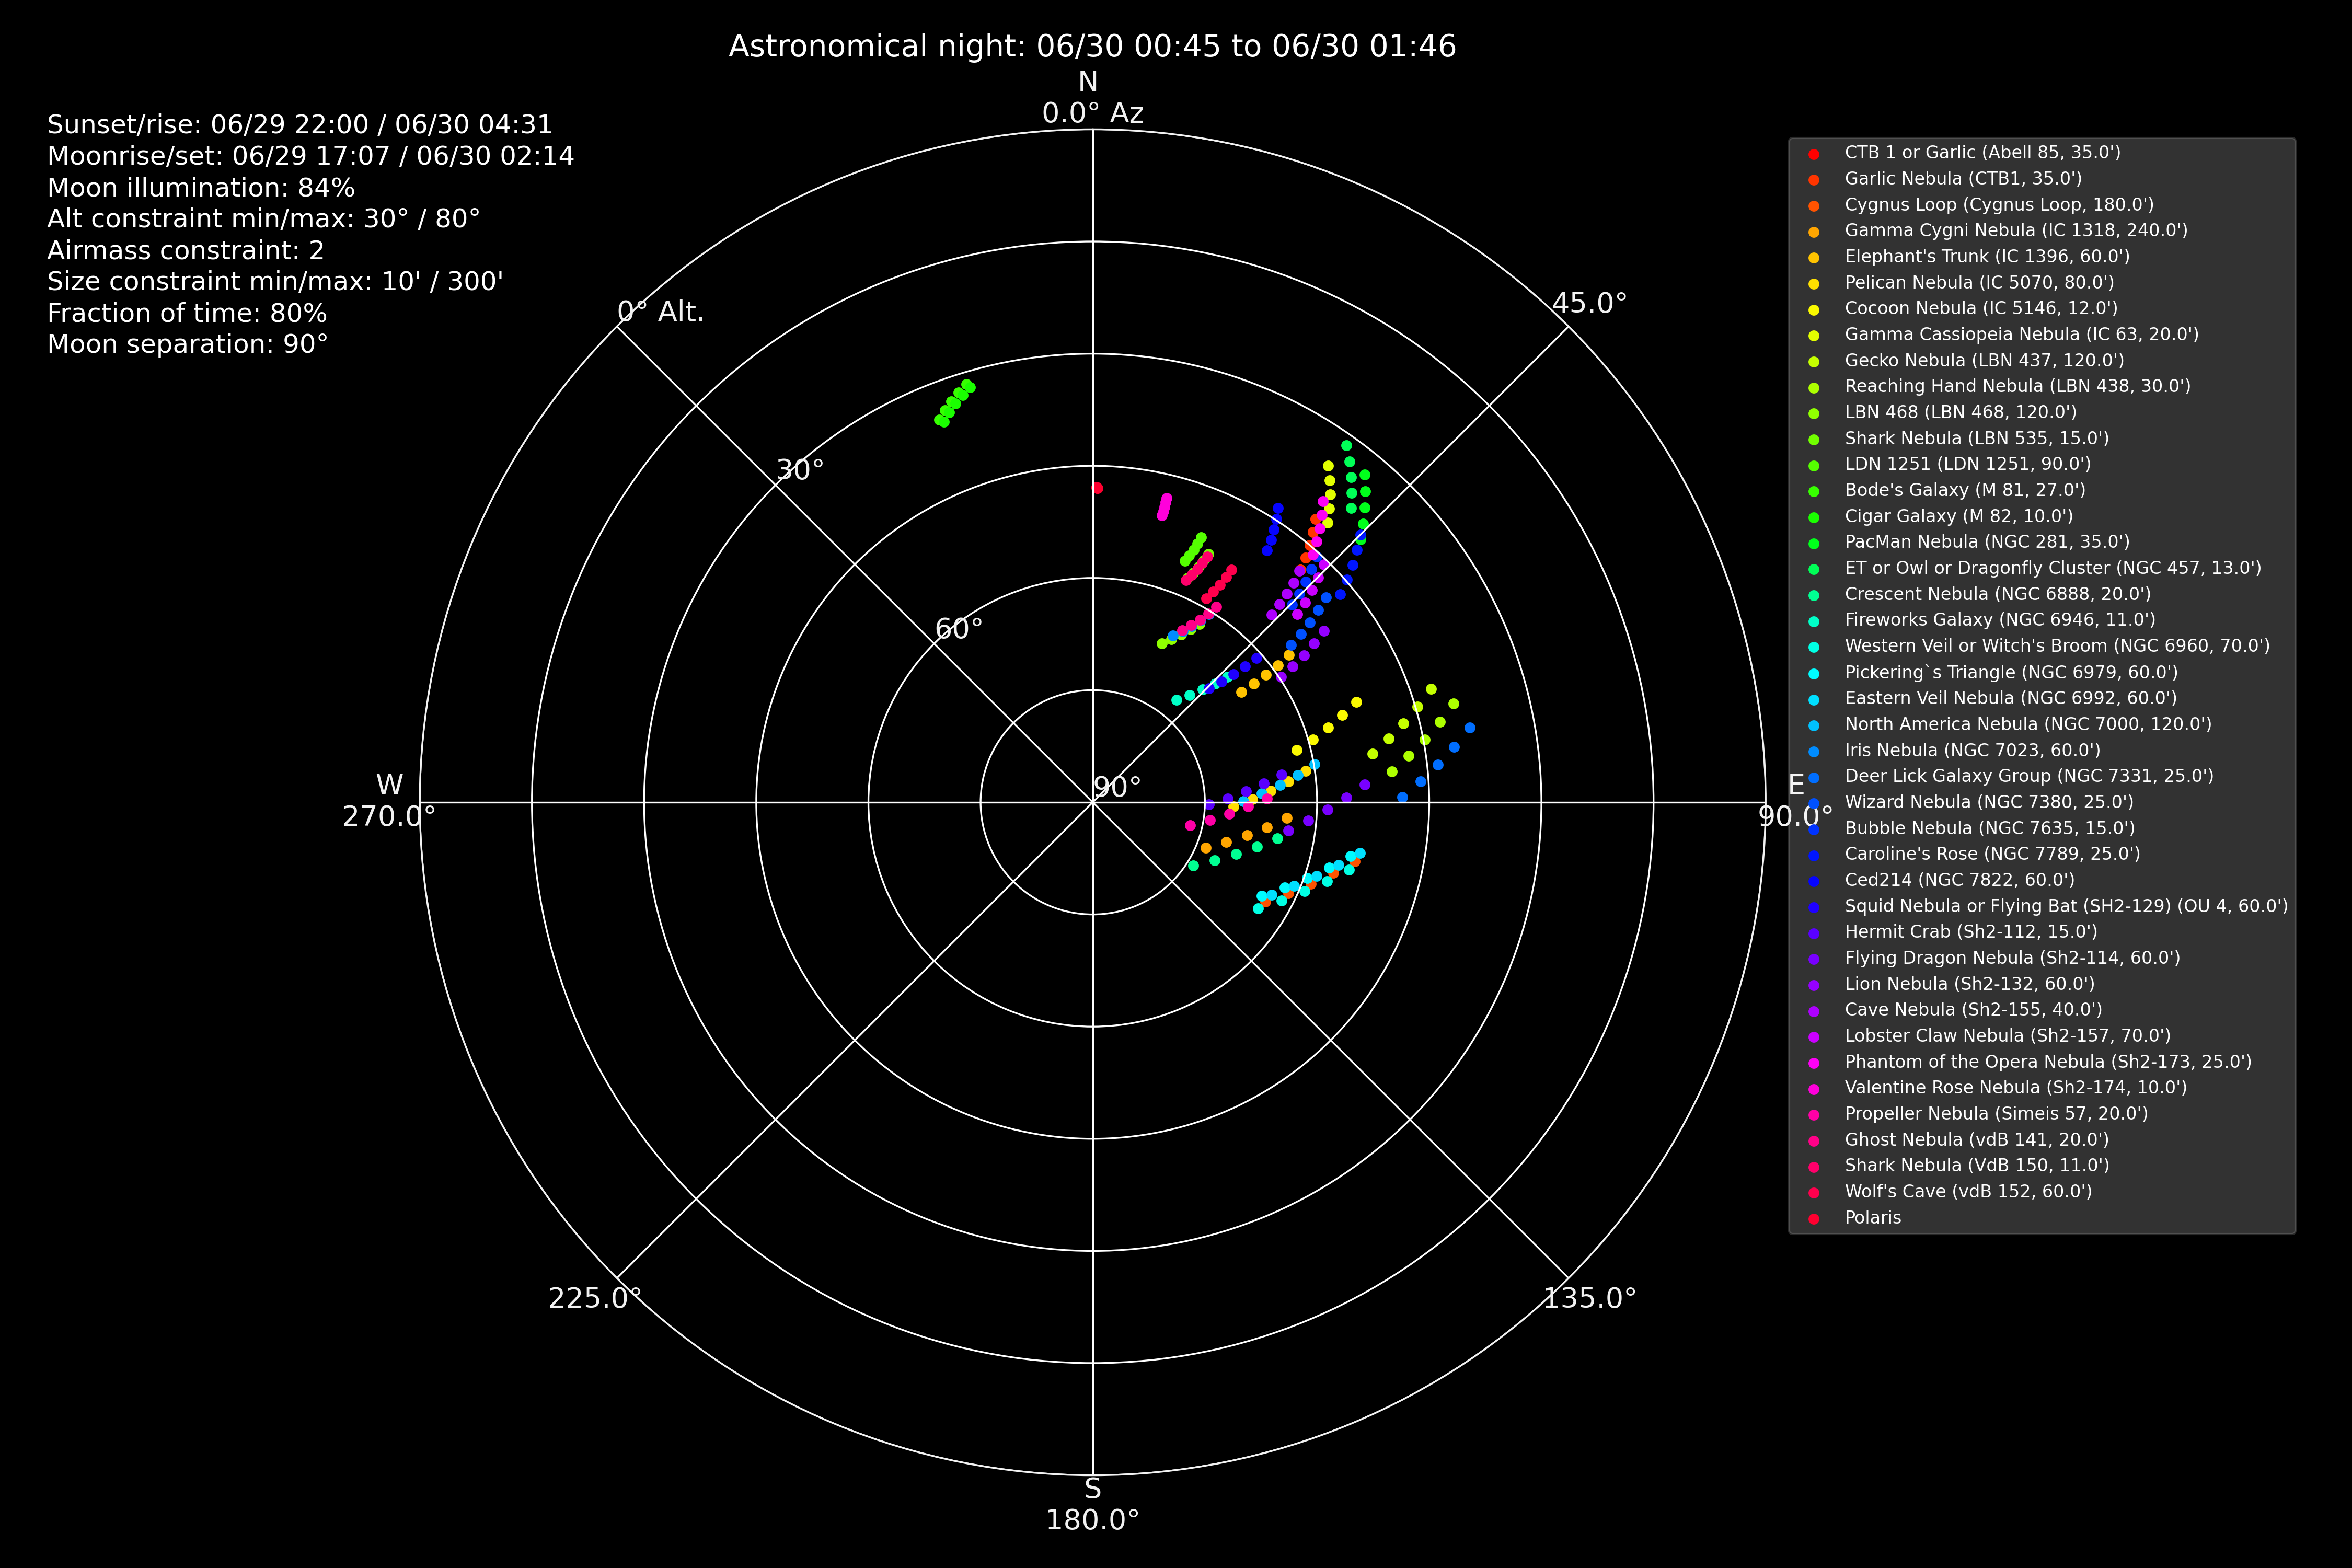 Astronomical night: 06/30 00:45 to 06/30 01:46
N
0.0° Az
Sunset/rise: 06/29 22:00 / 06/30 04:31
Moonrise/set: 06/29 17:07 / 06/30 02:14
Moon illumination: 84%
Alt constraint min/max: 30° / 80°
Airmass constraint: 2
Size constraint min/max: 10' / 300'
Fraction of time: 80%
Moon separation: 90°
0° Alt.
30°
60°
90°
45.0°
E
90.0°
135.0°
S
180.0°
225.0°
W
270.0°
CTB 1 or Garlic (Abell 85, 35.0')
Garlic Nebula (CTB1, 35.0')
Cygnus Loop (Cygnus Loop, 180.0')
Gamma Cygni Nebula (IC 1318, 240.0')
Elephant's Trunk (IC 1396, 60.0')
Pelican Nebula (IC 5070, 80.0')
Cocoon Nebula (IC 5146, 12.0')
Gamma Cassiopeia Nebula (IC 63, 20.0')
Gecko Nebula (LBN 437, 120.0')
Reaching Hand Nebula (LBN 438, 30.0')
LBN 468 (LBN 468, 120.0')
Shark Nebula (LBN 535, 15.0')
LDN 1251 (LDN 1251, 90.0')
Bode's Galaxy (M 81, 27.0')
Cigar Galaxy (M 82, 10.0')
PacMan Nebula (NGC 281, 35.0')
ET or Owl or Dragonfly Cluster (NGC 457, 13.0')
Crescent Nebula (NGC 6888, 20.0')
Fireworks Galaxy (NGC 6946, 11.0')
Western Veil or Witch's Broom (NGC 6960, 70.0')
Pickering`s Triangle (NGC 6979, 60.0')
Eastern Veil Nebula (NGC 6992, 60.0')
North America Nebula (NGC 7000, 120.0')
Iris Nebula (NGC 7023, 60.0')
Deer Lick Galaxy Group (NGC 7331, 25.0')
Wizard Nebula (NGC 7380, 25.0')
Bubble Nebula (NGC 7635, 15.0')
Caroline's Rose (NGC 7789, 25.0')
Ced214 (NGC 7822, 60.0')
Squid Nebula or Flying Bat (SH2-129) (OU 4, 60.0')
Hermit Crab (Sh2-112, 15.0')
Flying Dragon Nebula (Sh2-114, 60.0')
Lion Nebula (Sh2-132, 60.0')
Cave Nebula (Sh2-155, 40.0')
Lobster Claw Nebula (Sh2-157, 70.0')
Phantom of the Opera Nebula (Sh2-173, 25.0')
Valentine Rose Nebula (Sh2-174, 10.0')
Propeller Nebula (Simeis 57, 20.0')
Ghost Nebula (vdB 141, 20.0')
Shark Nebula (VdB 150, 11.0')
Wolf's Cave (vdB 152, 60.0')
Polaris